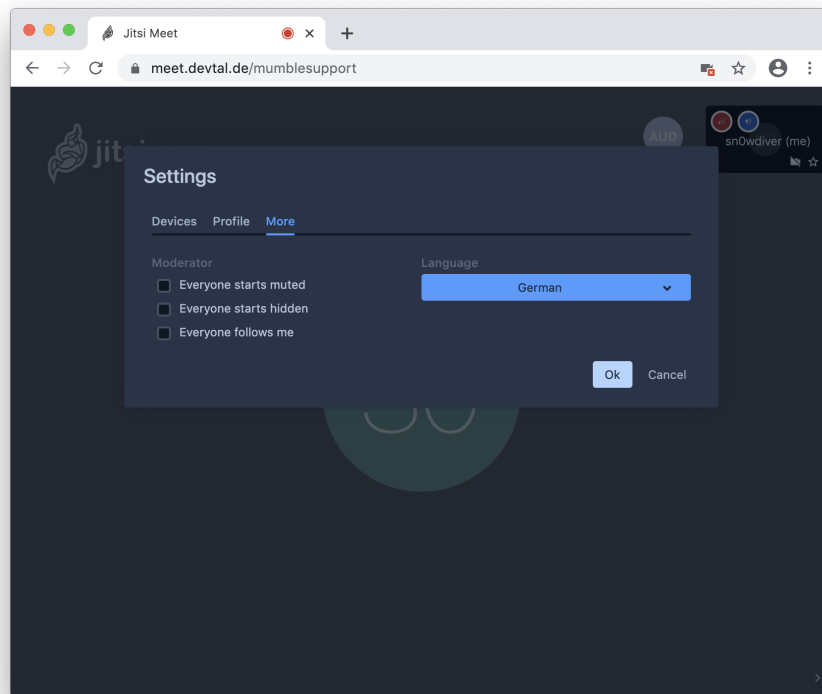 Jitsi Meet
meet.devtal.de/mumblesupport
AUD
sn0wdiver (me)
jit
Settings
Devices Profile More
Moderator Language
Everyone starts muted German
Everyone starts hidden
Everyone follows me
Ok Cancel